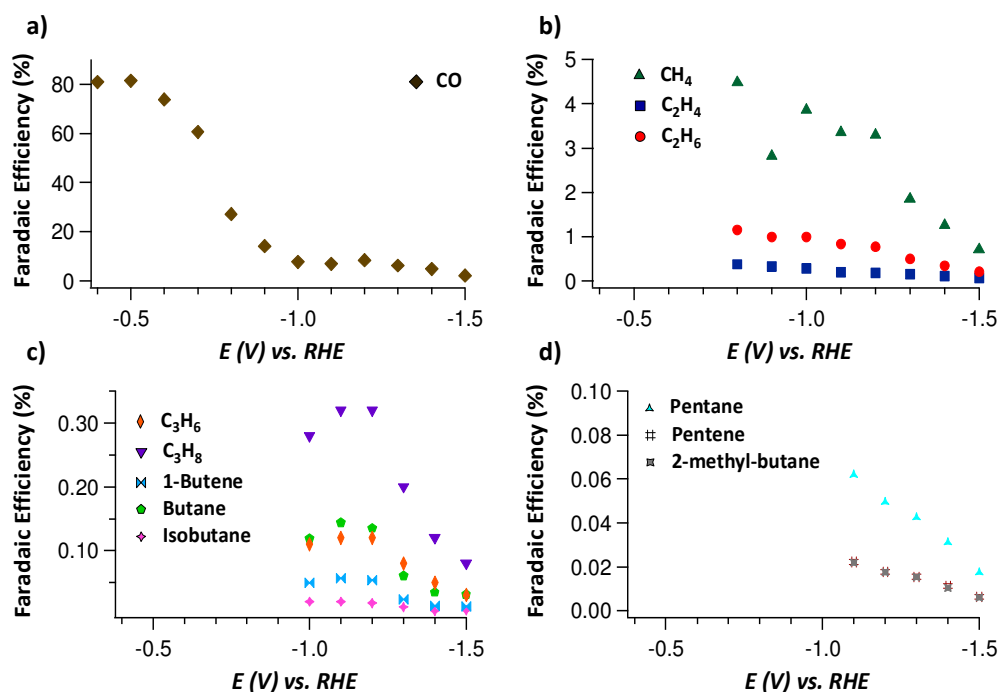 a)
Faradaic Efficiency (%)
80
60
40
20
0
CO
-0.5
-1.0
-1.5
E (V) vs. RHE
b)
Faradaic Efficiency (%)
5
4
3
2
1
0
CH₄
C₂H₄
C₂H₆
-0.5
-1.0
-1.5
E (V) vs. RHE
c)
Faradaic Efficiency (%)
0.30
0.20
0.10
C₃H₆
C₃H₈
1-Butene
Butane
Isobutane
-0.5
-1.0
-1.5
E (V) vs. RHE
d)
Faradaic Efficiency (%)
0.10
0.08
0.06
0.04
0.02
0.00
Pentane
Pentene
2-methyl-butane
-0.5
-1.0
-1.5
E (V) vs. RHE